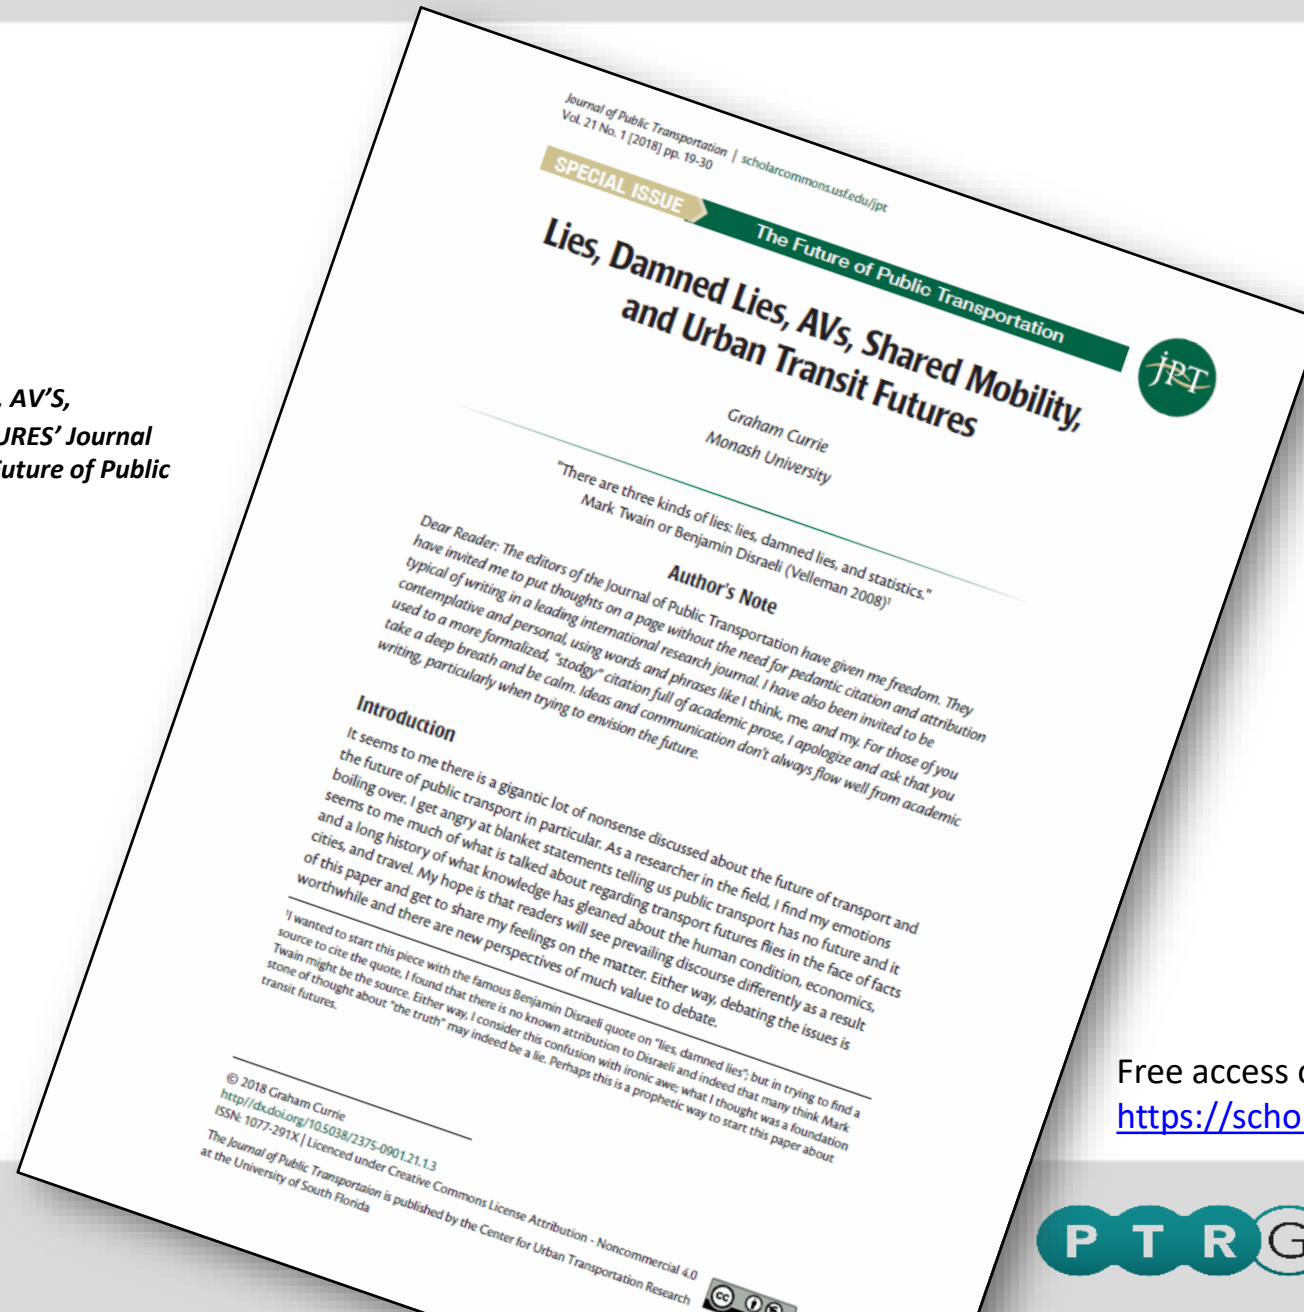 Journal of Public Transportation | scholarcommons.usf.edu/jpt
Vol. 21 No. 1 [2018] pp. 19-30
SPECIAL ISSUE
The Future of Public Transportation
jPT
Lies, Damned Lies, AVs, Shared Mobility,
and Urban Transit Futures
Graham Currie
Monash University
"There are three kinds of lies: lies, damned lies, and statistics."
Mark Twain or Benjamin Disraeli (Velleman 2008)¹
Author's Note
Dear Reader: The editors of the Journal of Public Transportation have given me freedom. They
have invited me to put thoughts on a page without the need for pedantic citation and attribution
typical of writing in a leading international research journal. I have also been invited to be
contemplative and personal, using words and phrases like I think, me, and my. For those of you
used to a more formalized, “stodgy” citation full of academic prose, I apologize and ask that you
take a deep breath and be calm. Ideas and communication don't always flow well from academic
writing, particularly when trying to envision the future.
Introduction
It seems to me there is a gigantic lot of nonsense discussed about the future of transport and
the future of public transport in particular. As a researcher in the field, I find my emotions
boiling over. I get angry at blanket statements telling us public transport has no future and it
seems to me much of what is talked about regarding transport futures flies in the face of facts
and a long history of what knowledge has gleaned about the human condition, economics,
cities, and travel. My hope is that readers will see prevailing discourse differently as a result
of this paper and get to share my feelings on the matter. Either way, debating the issues is
worthwhile and there are new perspectives of much value to debate.
¹I wanted to start this piece with the famous Benjamin Disraeli quote on "lies, damned lies"; but in trying to find a
source to cite the quote, I found that there is no known attribution to Disraeli and indeed that many think Mark
Twain might be the source. Either way, I consider this confusion with ironic awe; what I thought was a foundation
stone of thought about "the truth" may indeed be a lie. Perhaps this is a prophetic way to start this paper about
transit futures.
© 2018 Graham Currie
http//dx.doi.org/10.5038/2375-0901.21.1.3
ISSN: 1077-291X | Licenced under Creative Commons License Attribution - Noncommercial 4.0
The Journal of Public Transportaion is published by the Center for Urban Transportation Research
at the University of South Florida
cc
, AV’S,
URES’ Journal
Future of Public
Free access
https://scho
P T R G